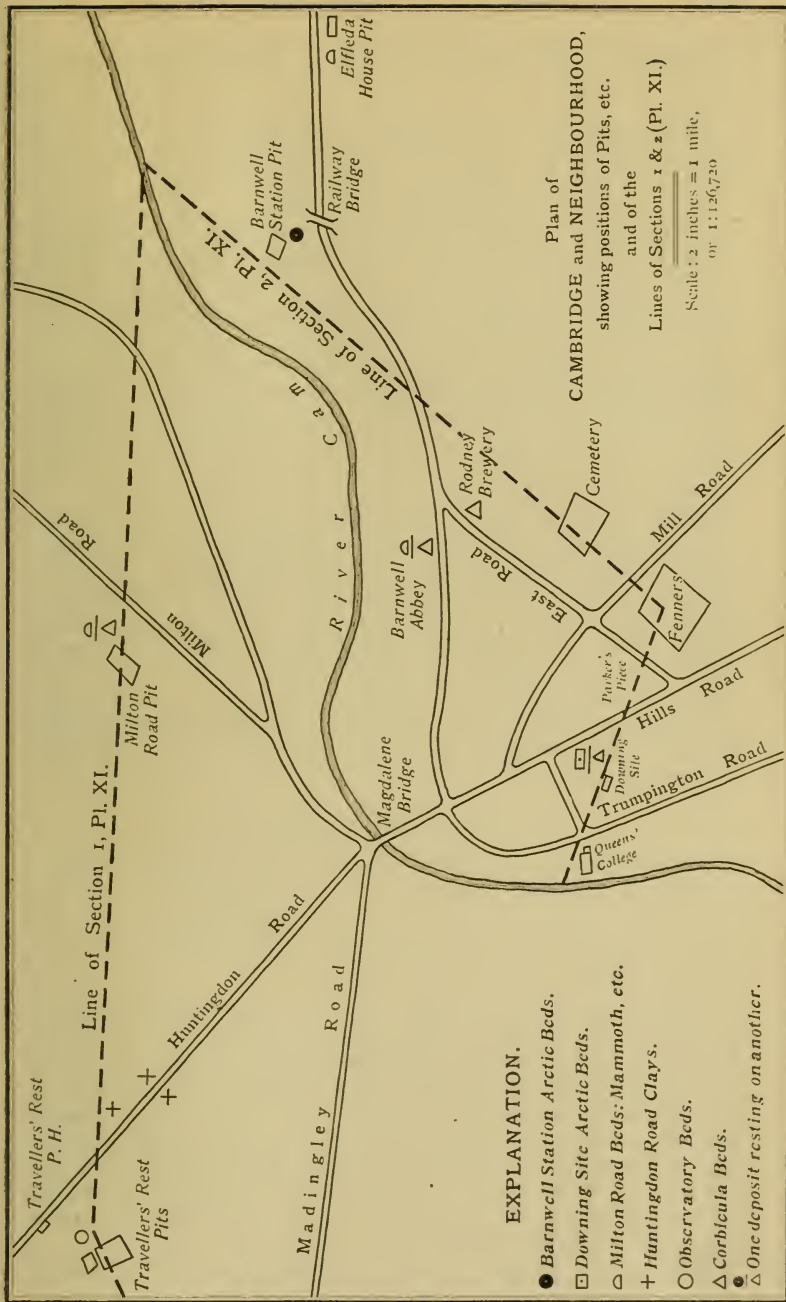 Plan of
CAMBRIDGE and NEIGHBOURHOOD,
showing positions of Pits, etc.
and of the
Lines of Sections 1 & 2 (Pl. XI.)
Scale: 2 inches = 1 mile,
or 1:126,720
Travellers' Rest
P. H.
Travellers' Rest
Pits
Line of Section 1, Pl. XI.
Huntingdon Road
Madingley Road
Milton
Road Pit
Milton Road
River Cam
Magdalene
Bridge
Barnwell
Abbey
Line of Section 2, Pl. XI.
Barnwell
Station Pit
Railway
Bridge
Elfleda
House Pit
Rodney
Brewery
East Road
Cemetery
Mill Road
Fenners
Parker's
Piece
Hills Road
Downing
Site
Trumpington Road
Queens'
College
EXPLANATION.
Barnwell Station Arctic Beds.
Downing Site Arctic Beds.
Milton Road Beds: Mammoth, etc.
Huntingdon Road Clays.
Observatory Beds.
Corbicula Beds.
One deposit resting on another.